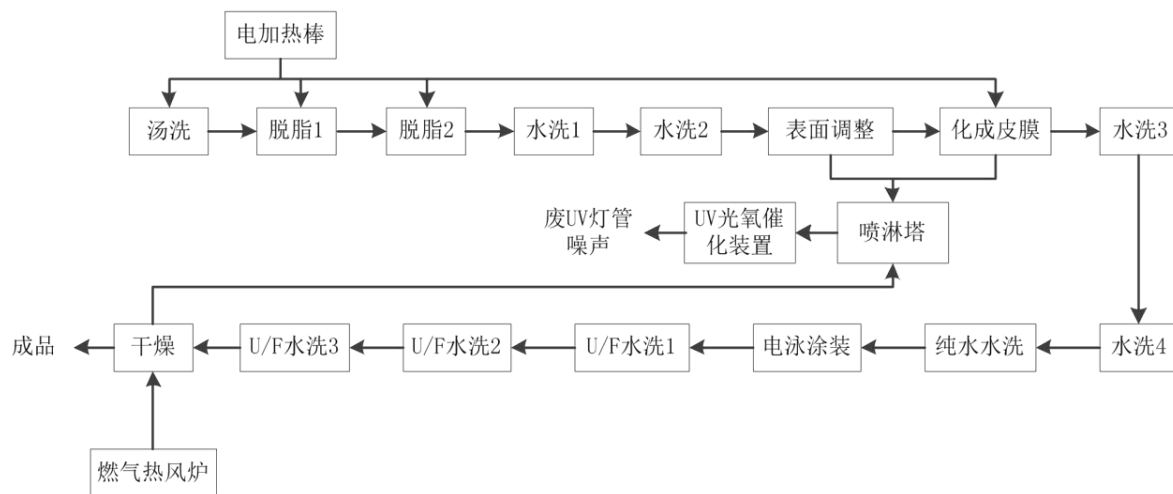 电加热棒
汤洗
脱脂1
脱脂2
水洗1
水洗2
表面调整
化成皮膜
水洗3
废UV灯管
噪声
UV光氧催
化装置
喷淋塔
成品
干燥
U/F水洗3
U/F水洗2
U/F水洗1
电泳涂装
纯水水洗
水洗4
燃气热风炉